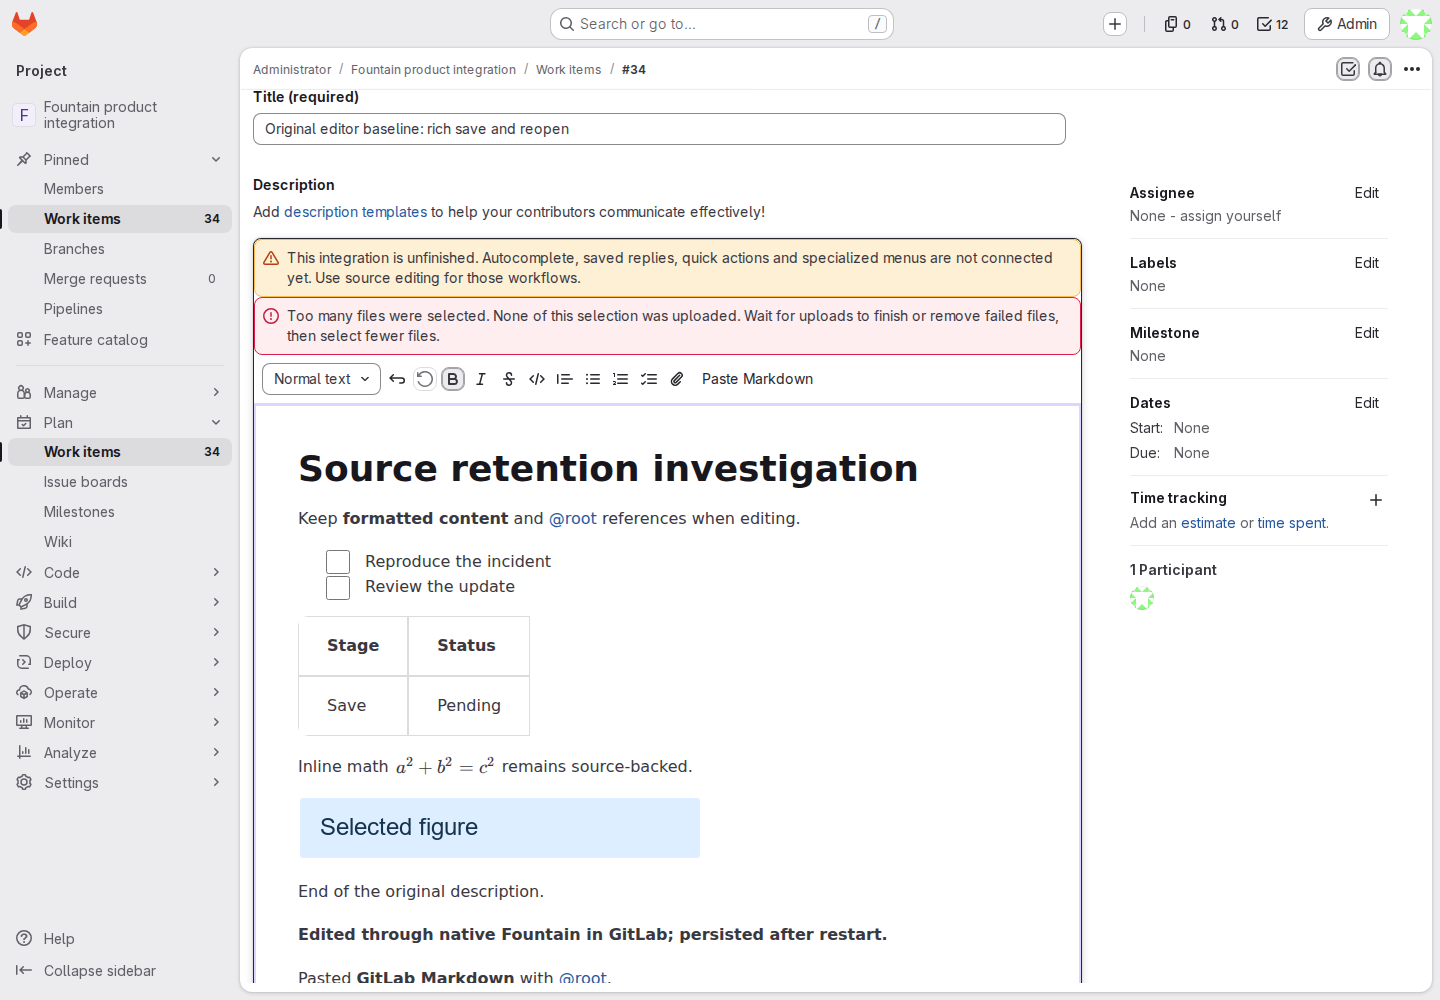 Search or go to...
/
0
0
12
Admin
Project
F
Fountain product
integration
Pinned
Members
Work items
34
Branches
Merge requests
0
Pipelines
Feature catalog
Manage
Plan
Work items
34
Issue boards
Milestones
Wiki
Code
Build
Secure
Deploy
Operate
Monitor
Analyze
Settings
Help
Collapse sidebar
Administrator / Fountain product integration / Work items / #34
Title (required)
Original editor baseline: rich save and reopen
Description
Add description templates to help your contributors communicate effectively!
This integration is unfinished. Autocomplete, saved replies, quick actions and specialized menus are not connected
yet. Use source editing for those workflows.
Too many files were selected. None of this selection was uploaded. Wait for uploads to finish or remove failed files,
then select fewer files.
Normal text
Paste Markdown
Source retention investigation
Keep formatted content and @root references when editing.
Reproduce the incident
Review the update
Stage Status
Save Pending
Inline math a² + b² = c² remains source-backed.
Selected figure
End of the original description.
Edited through native Fountain in GitLab; persisted after restart.
Pasted GitLab Markdown with @root.
Assignee Edit
None - assign yourself
Labels Edit
None
Milestone Edit
None
Dates Edit
Start: None
Due: None
Time tracking
Add an estimate or time spent.
1 Participant